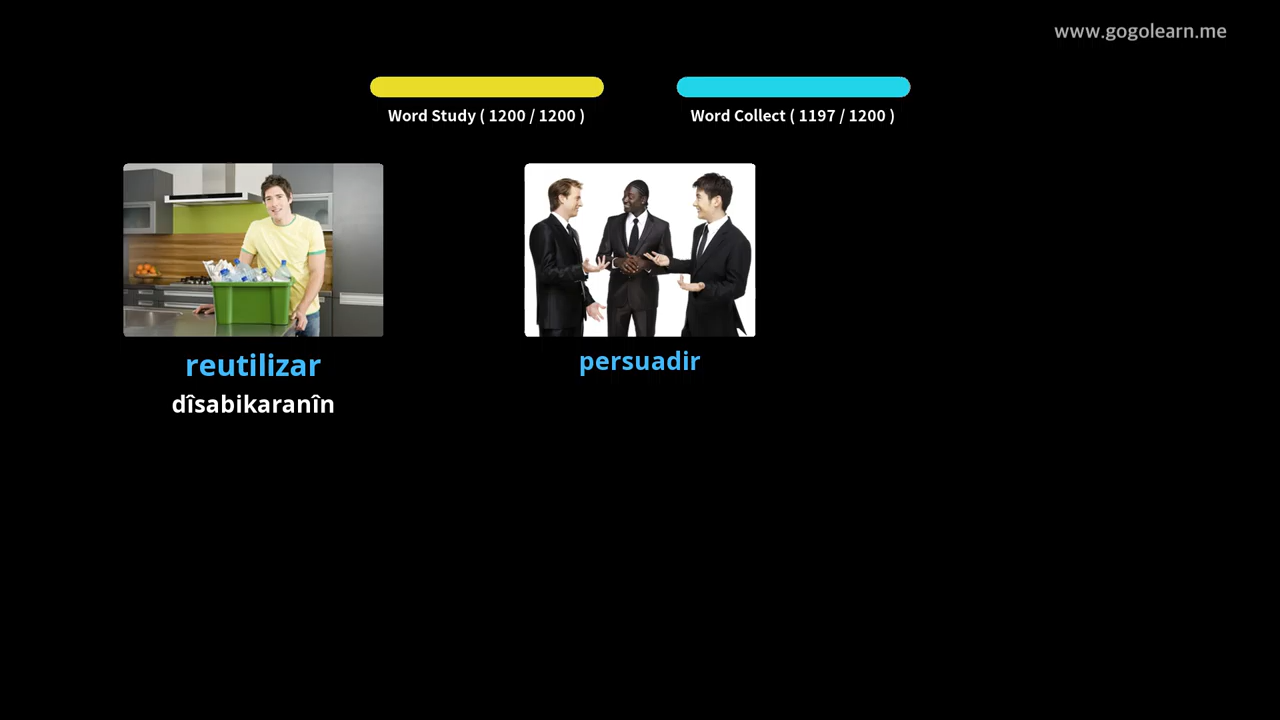 www.gogolearn.me
Word Study ( 1200 / 1200 )
Word Collect ( 1197 / 1200 )
reutilizar
dîsabikaranîn
persuadir